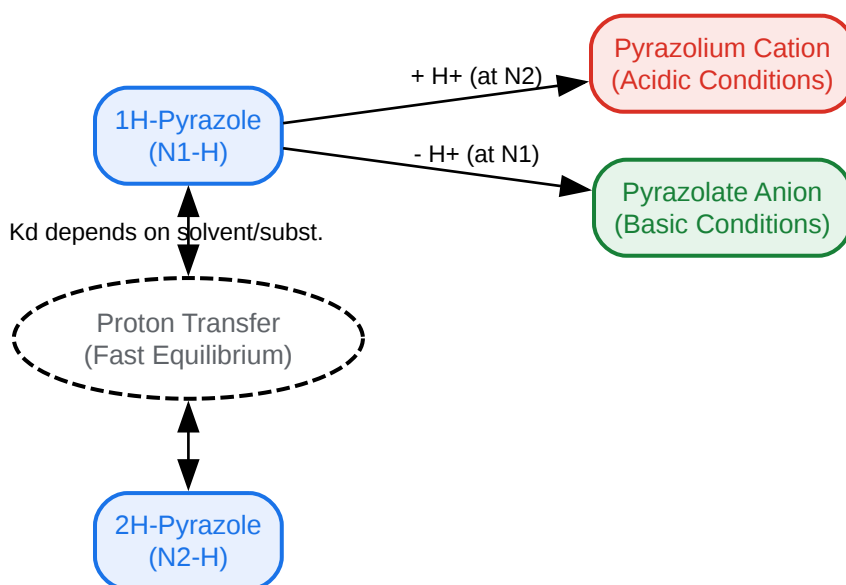 Pyrazolium Cation
(Acidic Conditions)
+ H+ (at N2)
1H-Pyrazole
(N1-H)
- H+ (at N1)
Pyrazolate Anion
(Basic Conditions)
Kd depends on solvent/subst.
Proton Transfer
(Fast Equilibrium)
2H-Pyrazole
(N2-H)